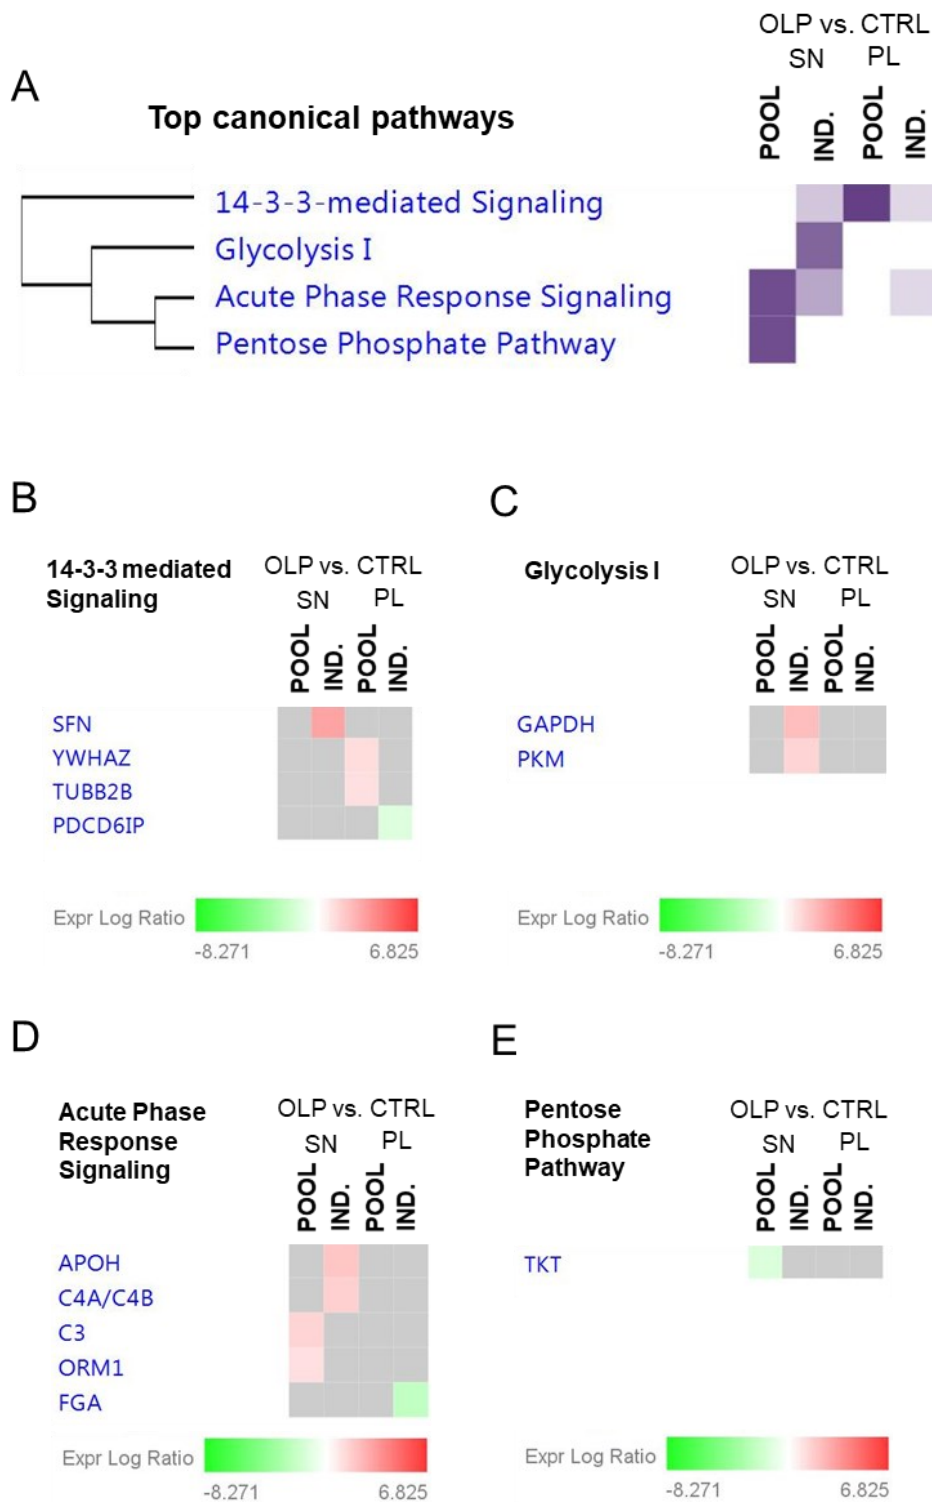 OLP vs. CTRL
SN PL
A
Top canonical pathways
POOL IND. POOL IND.
14-3-3-mediated Signaling
Glycolysis I
Acute Phase Response Signaling
Pentose Phosphate Pathway
B
14-3-3 mediated
Signaling
OLP vs. CTRL
SN PL
POOL IND. POOL IND.
SFN
YWHAZ
TUBB2B
PDCD6IP
Expr Log Ratio
-8.271 6.825
C
Glycolysis I
OLP vs. CTRL
SN PL
POOL IND. POOL IND.
GAPDH
PKM
Expr Log Ratio
-8.271 6.825
D
Acute Phase
Response
Signaling
OLP vs. CTRL
SN PL
POOL IND. POOL IND.
APOH
C4A/C4B
C3
ORM1
FGA
Expr Log Ratio
-8.271 6.825
E
Pentose
Phosphate
Pathway
OLP vs. CTRL
SN PL
POOL IND. POOL IND.
TKT
Expr Log Ratio
-8.271 6.825